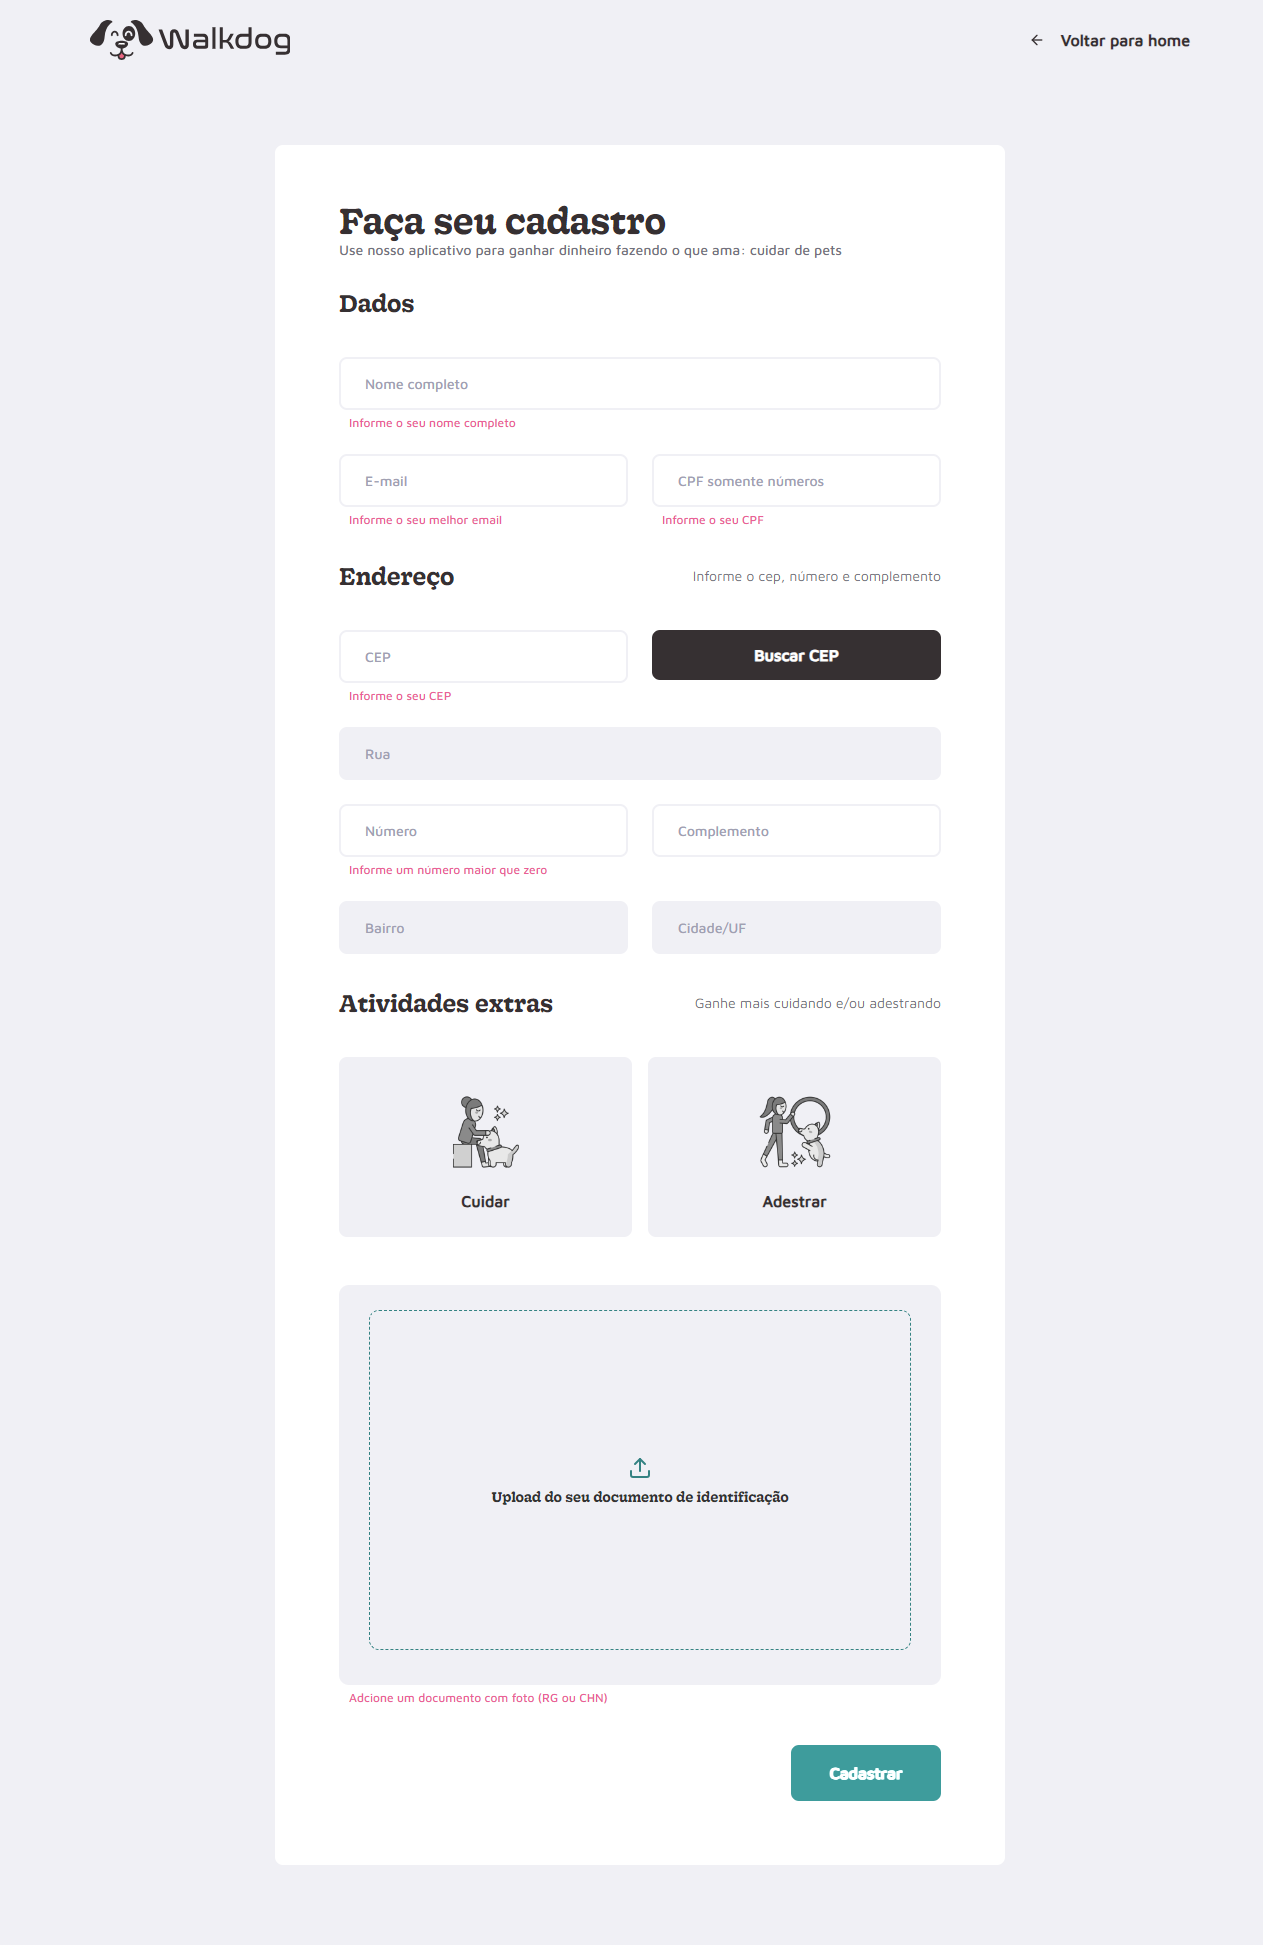 Walkdog
Voltar para home
Faça seu cadastro
Use nosso aplicativo para ganhar dinheiro fazendo o que ama: cuidar de pets
Dados
Nome completo
Informe o seu nome completo
E-mail
CPF somente números
Informe o seu melhor email
Informe o seu CPF
Endereço
Informe o cep, número e complemento
CEP
Buscar CEP
Informe o seu CEP
Rua
Número
Complemento
Informe um número maior que zero
Bairro
Cidade/UF
Atividades extras
Ganhe mais cuidando e/ou adestrando
Cuidar
Adestrar
Upload do seu documento de identificação
Adcione um documento com foto (RG ou CHN)
Cadastrar